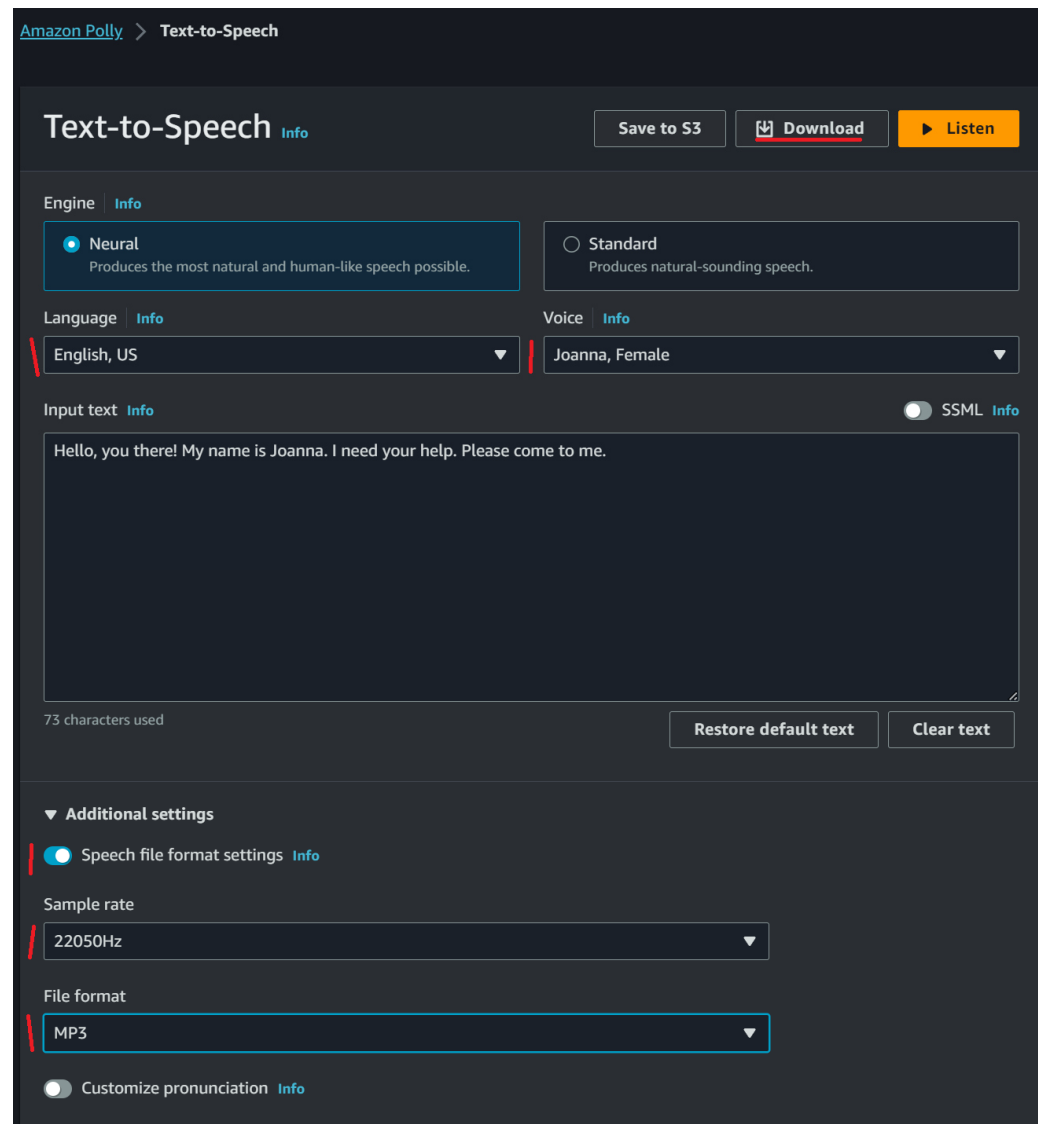 Amazon Polly > Text-to-Speech
Text-to-Speech Info
Save to S3
Download
Listen
Engine Info
Neural
Produces the most natural and human-like speech possible.
Standard
Produces natural-sounding speech.
Language Info
English, US
Voice Info
Joanna, Female
Input text Info
SSML Info
Hello, you there! My name is Joanna. I need your help. Please come to me.
73 characters used
Restore default text
Clear text
Additional settings
Speech file format settings Info
Sample rate
22050Hz
File format
MP3
Customize pronunciation Info